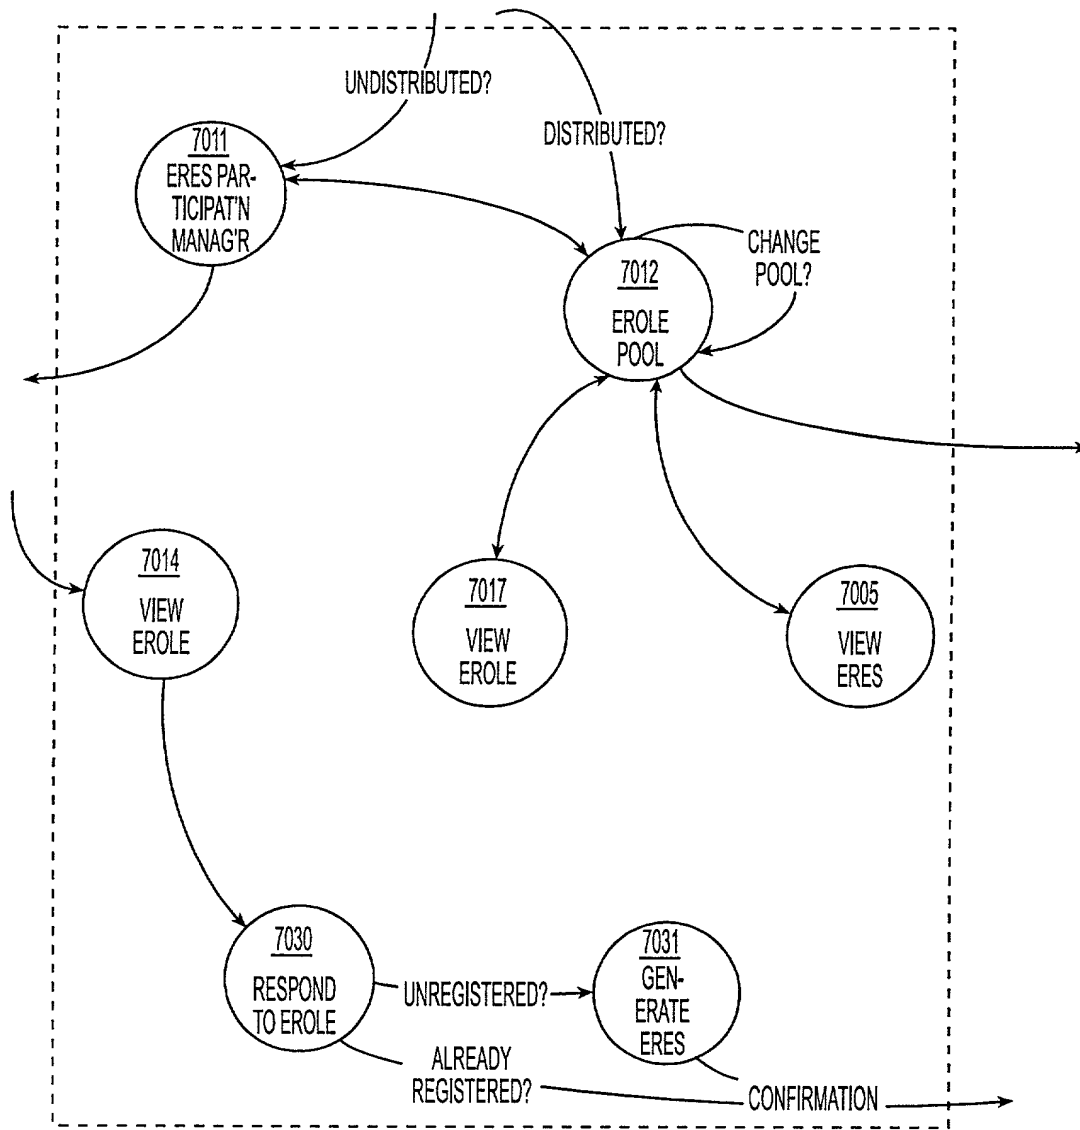 UNDISTRIBUTED?
DISTRIBUTED?
7011
ERES PAR-
TICIPAT'N
MANAG'R
CHANGE
POOL?
7012
EROLE
POOL
7014
VIEW
EROLE
7017
VIEW
EROLE
7005
VIEW
ERES
7030
RESPOND
TO EROLE
UNREGISTERED?
7031
GEN-
ERATE
ERES
ALREADY
REGISTERED?
CONFIRMATION